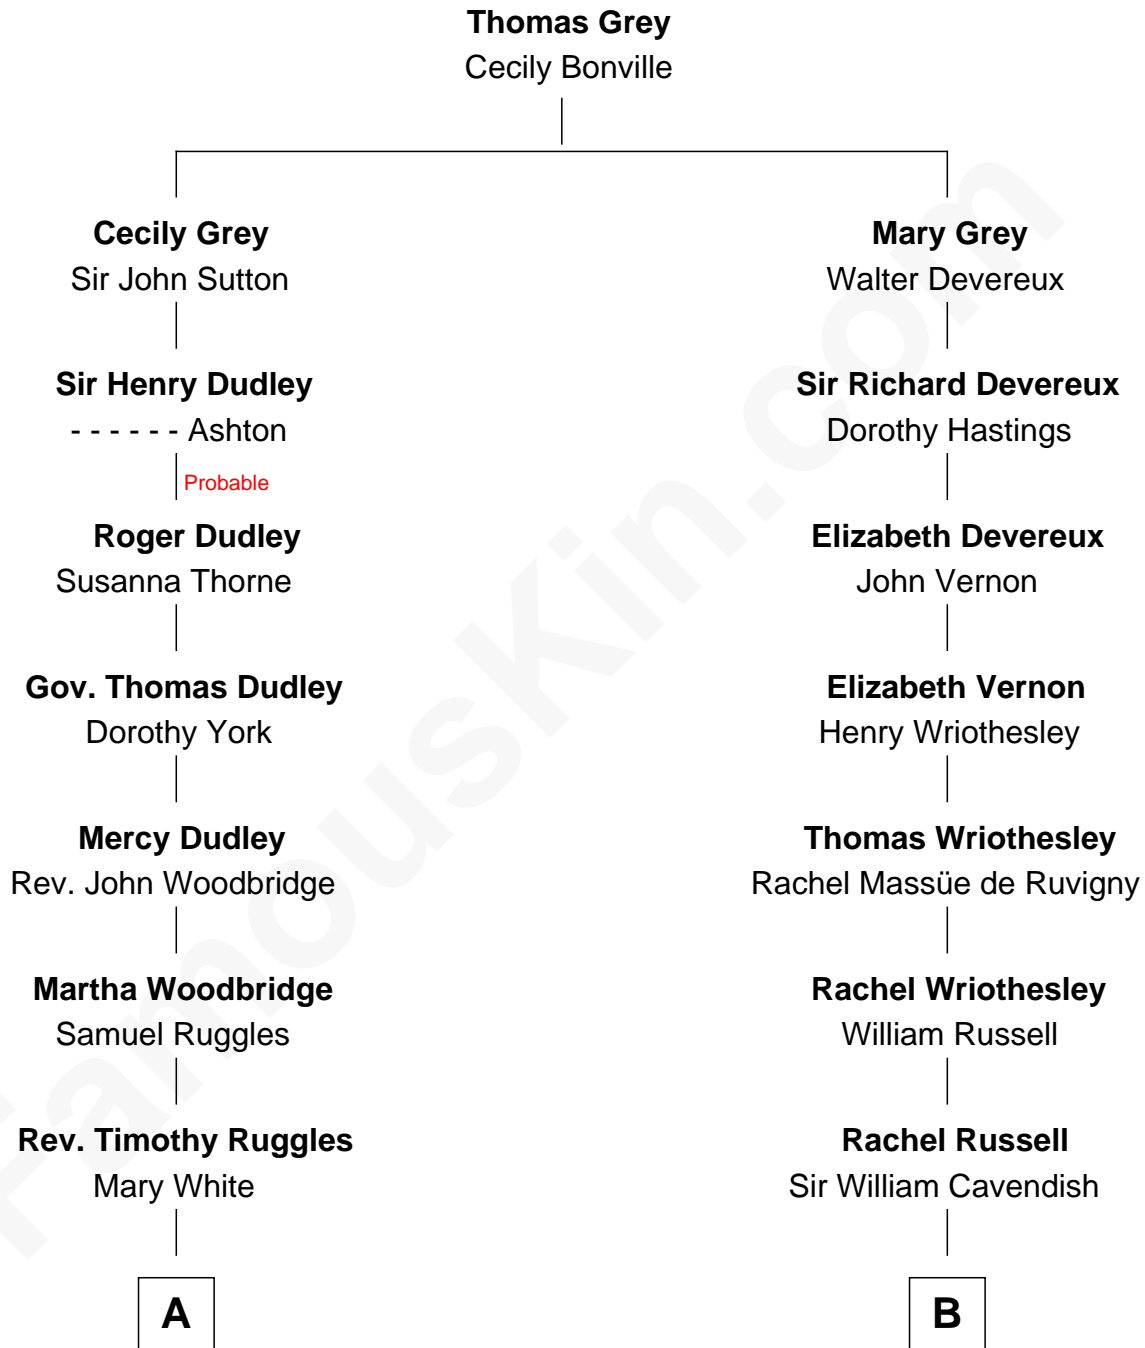 Thomas Grey
Cecily Bonville
Cecily Grey
Sir John Sutton
Mary Grey
Walter Devereux
Sir Henry Dudley
- - - - - - Ashton
Sir Richard Devereux
Dorothy Hastings
Probable
Roger Dudley
Susanna Thorne
Elizabeth Devereux
John Vernon
Gov. Thomas Dudley
Dorothy York
Elizabeth Vernon
Henry Wriothesley
Mercy Dudley
Rev. John Woodbridge
Thomas Wriothesley
Rachel Massüe de Ruvigny
Martha Woodbridge
Samuel Ruggles
Rachel Wriothesley
William Russell
Rev. Timothy Ruggles
Mary White
Rachel Russell
Sir William Cavendish
A
B
FamousKin.com